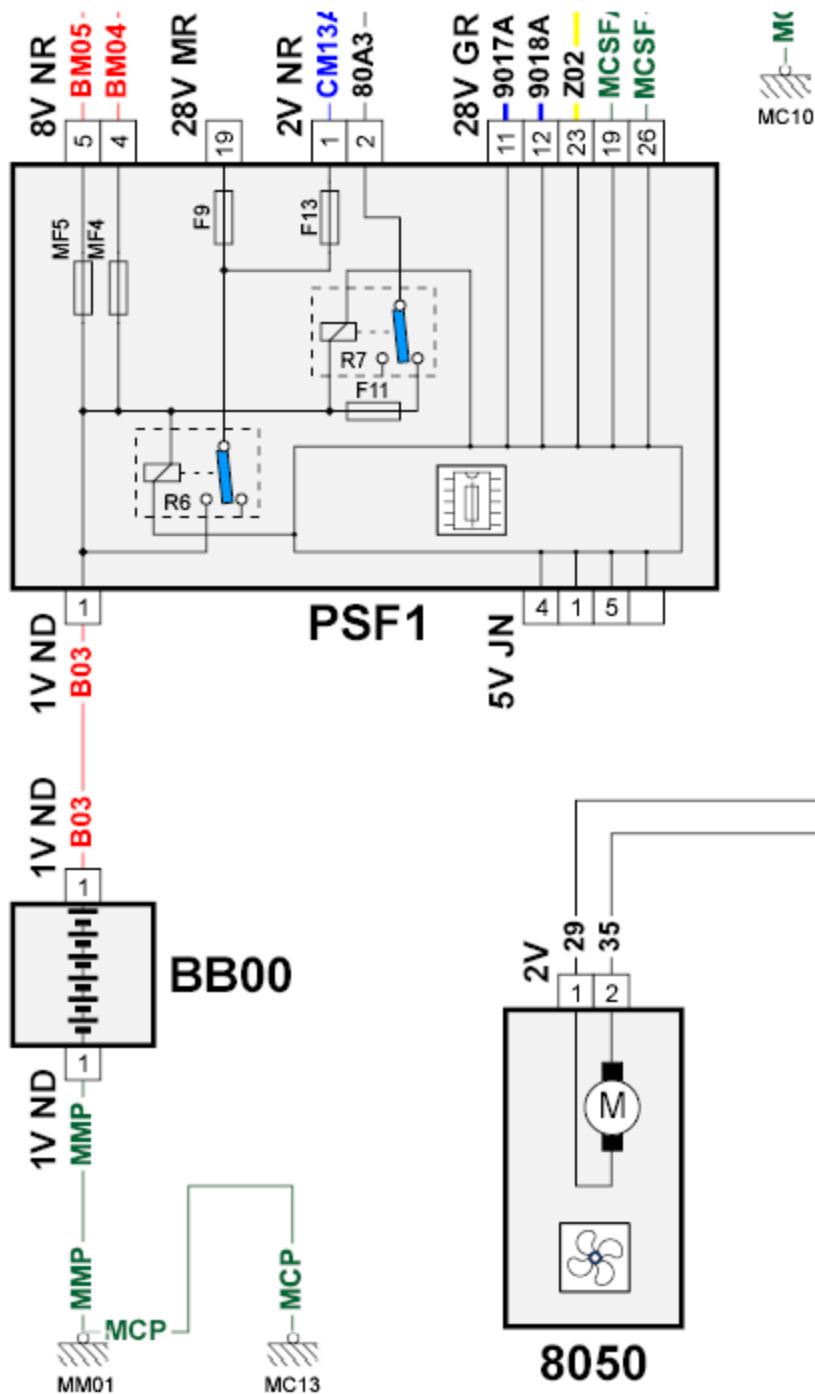 8V NR
BM05
BM04
28V MR
2V NR
CM13A
80A3
28V GR
9017A
9018A
Z02
MCSFA
MCSF
MC
MC10
5
4
19
1
2
11
12
23
19
26
MF5
MF4
F9
F13
R7
F11
R6
1
4
1
5
PSF1
1V ND
B03
5V JN
1V ND
B03
1
BB00
2V
29
35
1
2
1
1V ND
MMP
M
MMP
MCP
MCP
MM01
MC13
8050